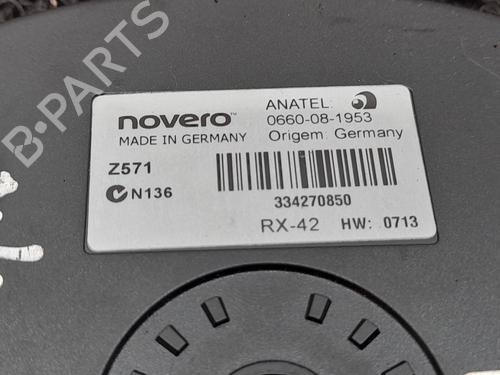 novero™
MADE IN GERMANY
ANATEL:
0660-08-1953
Origem: Germany
Z571
N136
334270850
RX-42 HW: 0713
B-PARTS